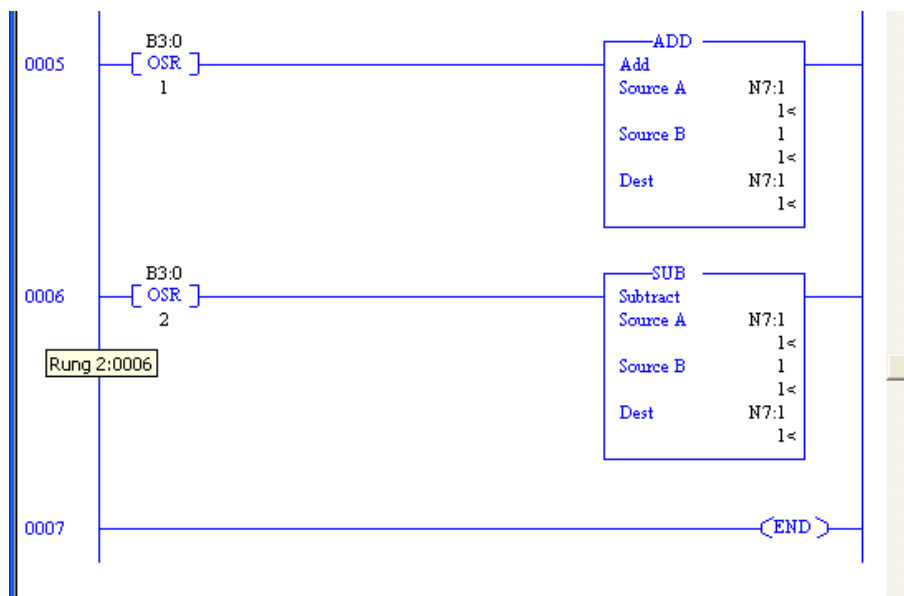 B3:0
ADD
0005 OSR Add
1 Source A N7:1
1<
Source B 1
1<
Dest N7:1
1<
B3:0
SUB
0006 OSR Subtract
2 Source A N7:1
1<
Rung 2:0006
Source B 1
1<
Dest N7:1
1<
0007 END